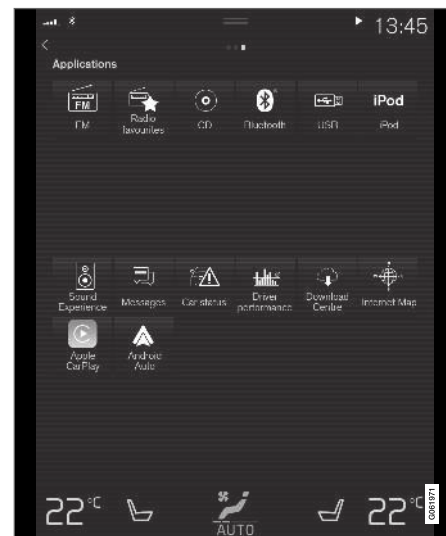 13:45
Applications
FM
iPod
FM
Radio
favourites
CD
Bluetooth
USB
iPod
Sound
Experience
Messages
Car status
Driver
performance
Download
Centre
Internet Map
Apple
CarPlay
Android
Auto
22°C
22°C
AUTO
G061971